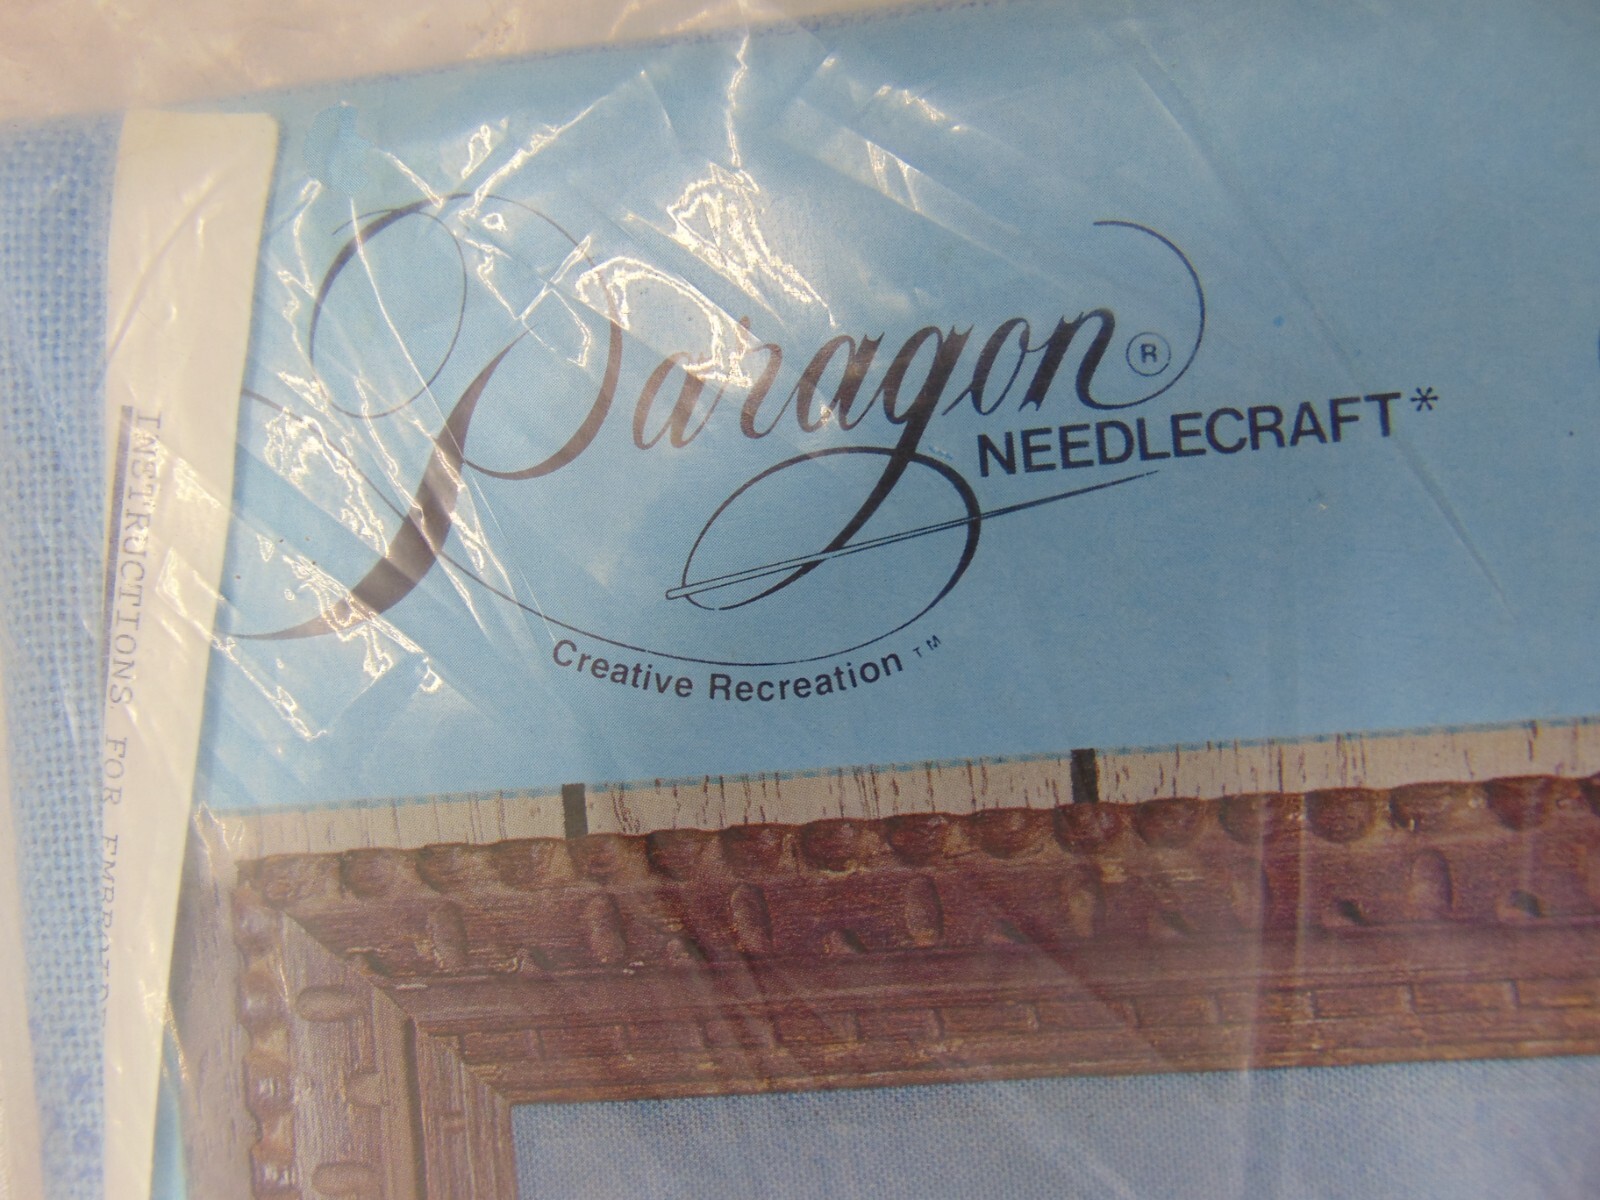 Paragon®
NEEDLECRAFT*
Creative Recreation™
INSTRUCTIONS FOR